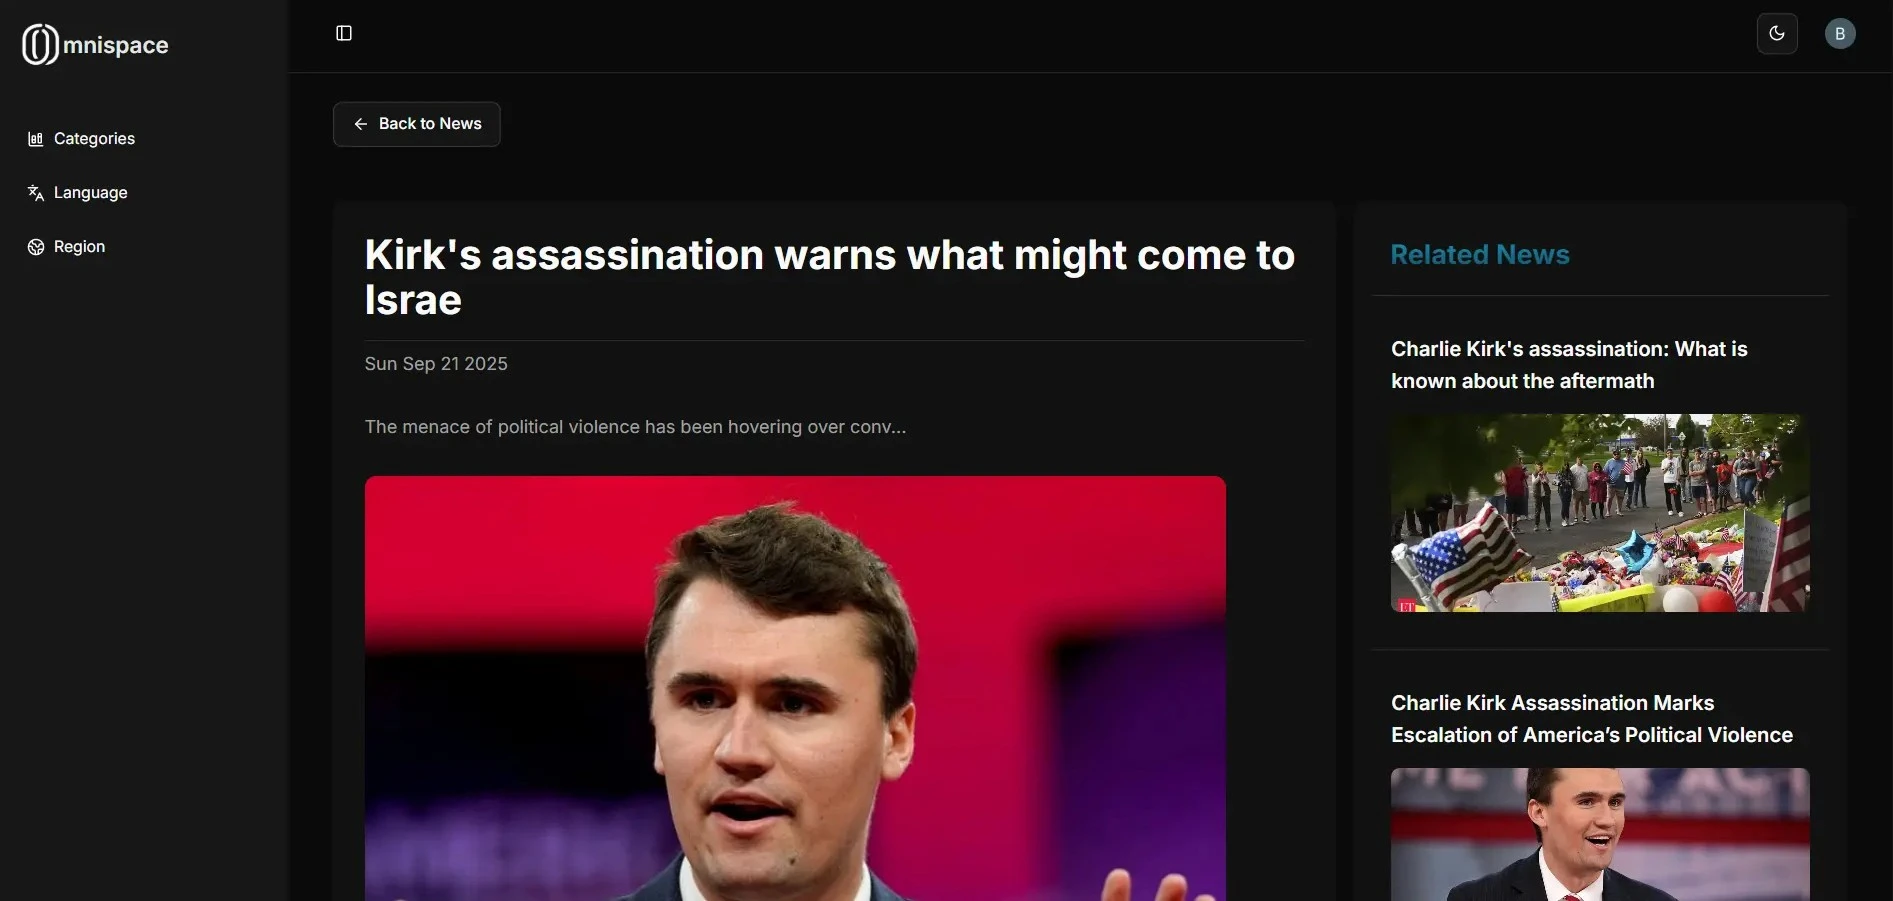 Omnispace
B
Categories
Language
Region
Back to News
Kirk's assassination warns what might come to
Israe
Sun Sep 21 2025
The menace of political violence has been hovering over conv...
Related News
Charlie Kirk's assassination: What is
known about the aftermath
ET
Charlie Kirk Assassination Marks
Escalation of America’s Political Violence